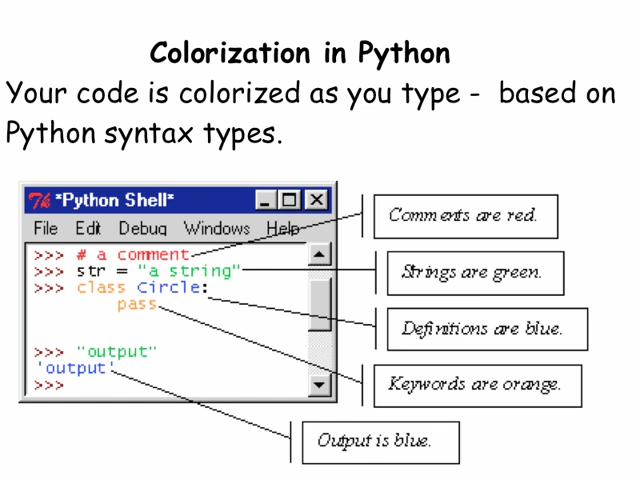 Colorization in Python
Your code is colorized as you type -  based on
Python syntax types.
7k *Python Shell*
File Edit Debug Windows Help
>>> # a comment
>>> str = "a string"
>>> class Circle:
pass
>>> "output"
'output'
>>>
Comments are red.
Strings are green.
Definitions are blue.
Keywords are orange.
Output is blue.